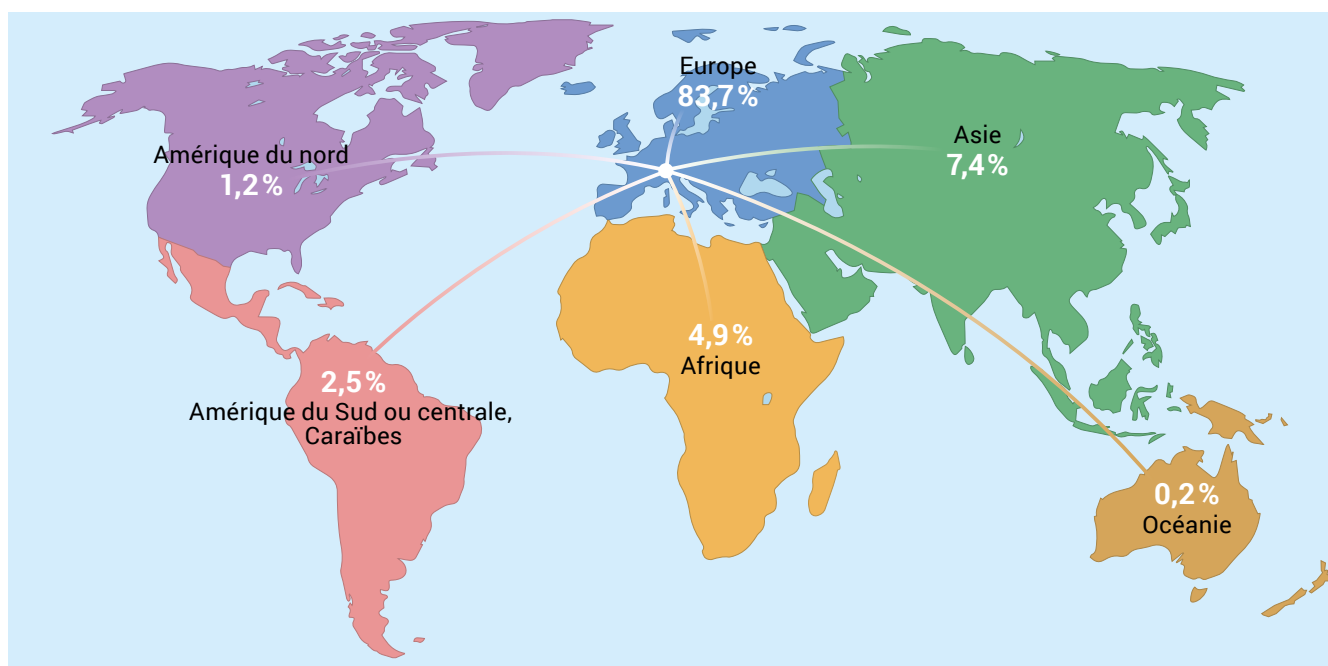 Europe
83,7%
Asie
7,4%
Amérique du nord
1,2%
4,9%
Afrique
2,5%
Amérique du Sud ou centrale,
Caraïbes
0,2%
Océanie